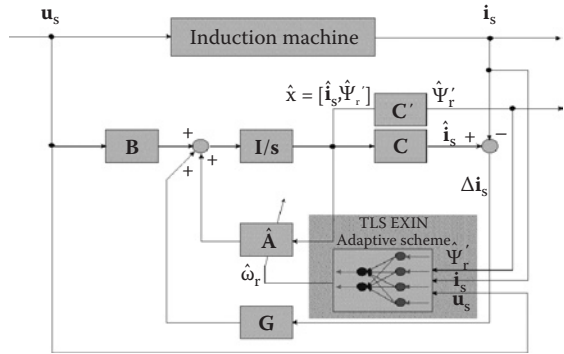 u_s
i_s
Induction machine
x̂ = [î_s, Ψ̂_r′]
C′
Ψ̂_r′
B
+
+
+
I/s
C
î_s
+
−
Δi_s
Â
ω̂_r
TLS EXIN
Adaptive scheme
Ψ̂_r′
i_s
u_s
G